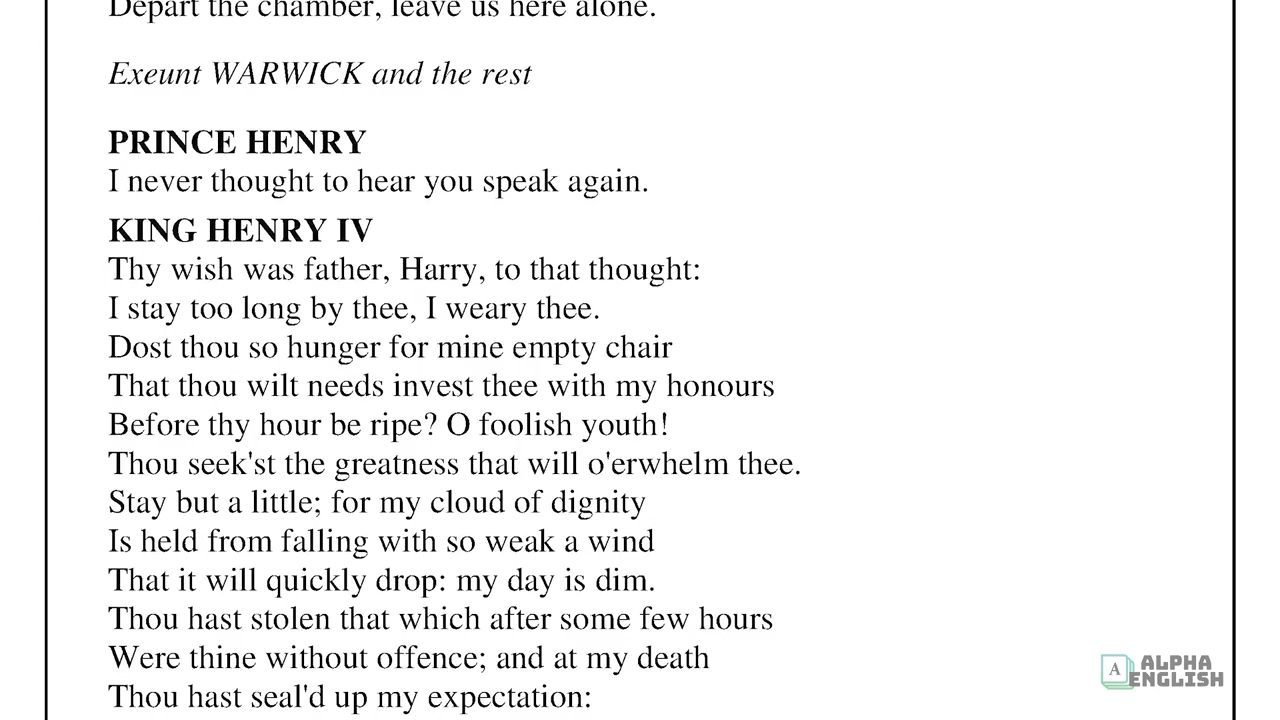 Depart the chamber, leave us here alone.
Exeunt WARWICK and the rest
PRINCE HENRY
I never thought to hear you speak again.
KING HENRY IV
Thy wish was father, Harry, to that thought:
I stay too long by thee, I weary thee.
Dost thou so hunger for mine empty chair
That thou wilt needs invest thee with my honours
Before thy hour be ripe? O foolish youth!
Thou seek'st the greatness that will o'erwhelm thee.
Stay but a little; for my cloud of dignity
Is held from falling with so weak a wind
That it will quickly drop: my day is dim.
Thou hast stolen that which after some few hours
Were thine without offence; and at my death
Thou hast seal'd up my expectation:
A ALPHA
ENGLISH